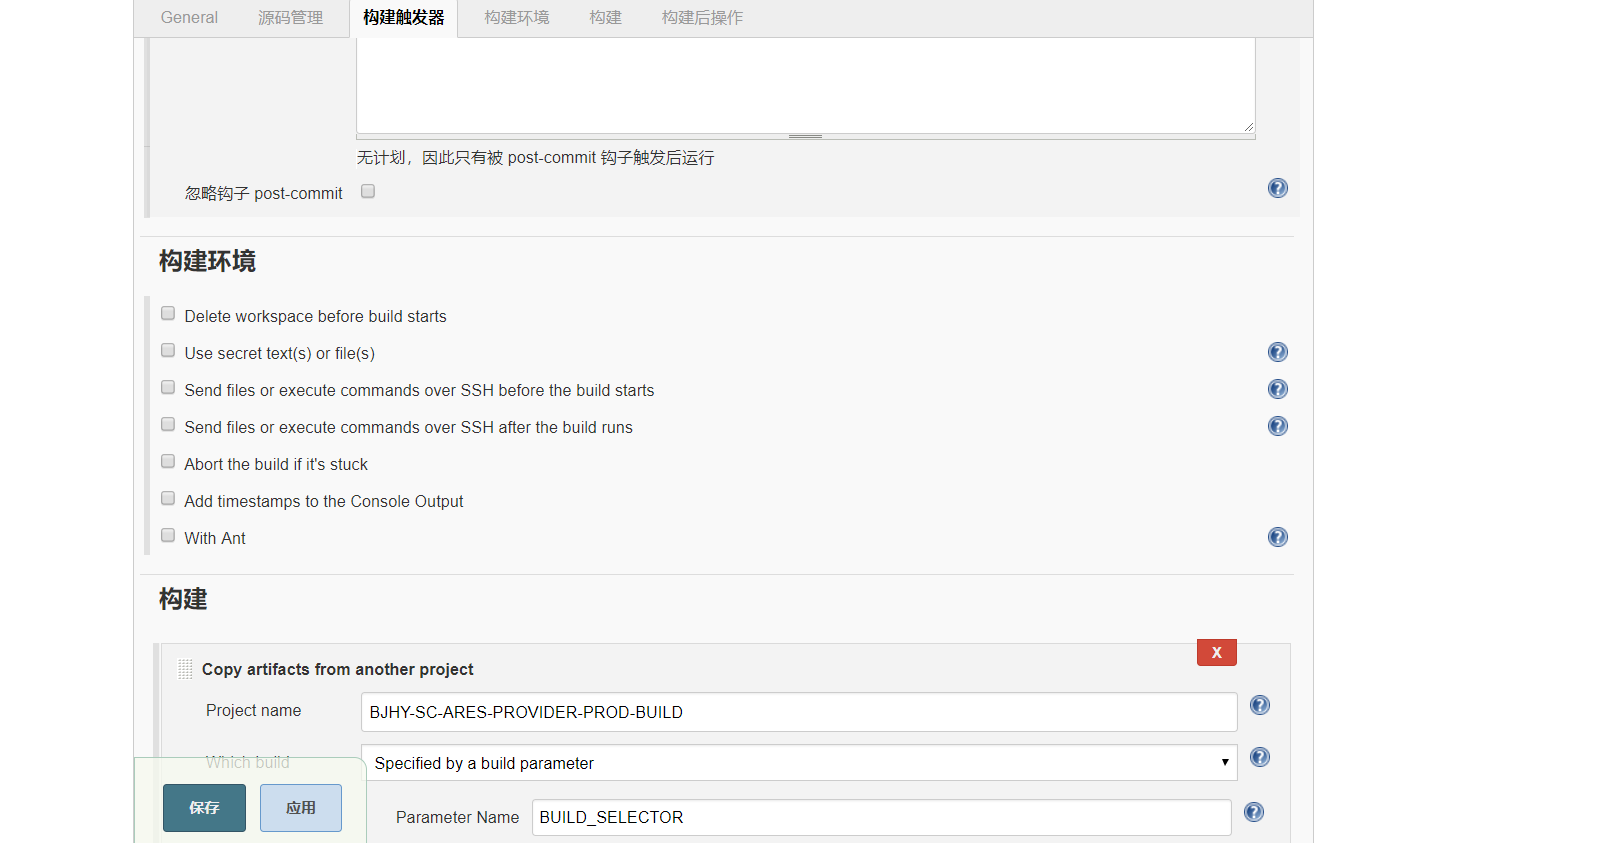 General 源码管理 构建触发器 构建环境 构建 构建后操作
无计划，因此只有被 post-commit 钩子触发后运行
忽略钩子 post-commit
构建环境
Delete workspace before build starts
Use secret text(s) or file(s)
Send files or execute commands over SSH before the build starts
Send files or execute commands over SSH after the build runs
Abort the build if it's stuck
Add timestamps to the Console Output
With Ant
构建
X
Copy artifacts from another project
Project name BJHY-SC-ARES-PROVIDER-PROD-BUILD
Which build Specified by a build parameter
保存 应用 Parameter Name BUILD_SELECTOR